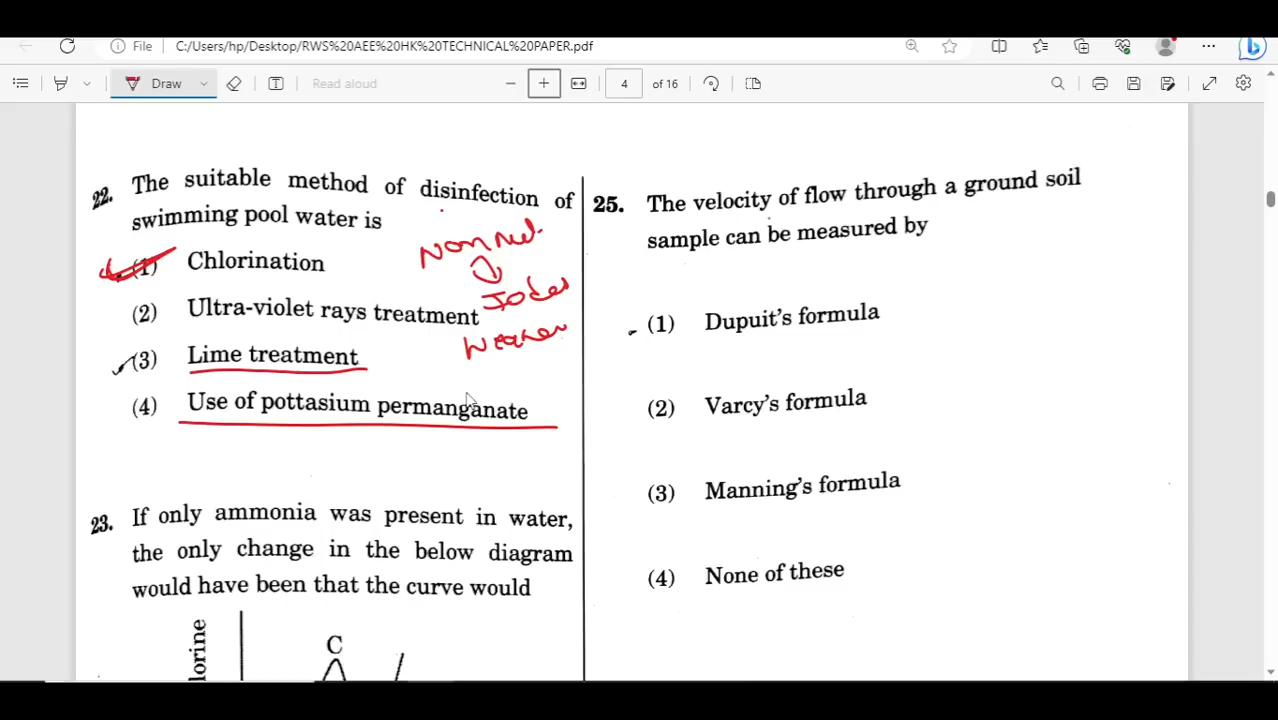 File C:/Users/hp/Desktop/RWS%20AEE%20HK%20TECHNICAL%20PAPER.pdf
Draw Read aloud 4 of 16
22. The suitable method of disinfection of
swimming pool water is
(1) Chlorination
(2) Ultra-violet rays treatment
(3) Lime treatment
(4) Use of pottasium permanganate
23. If only ammonia was present in water,
the only change in the below diagram
would have been that the curve would
lorine
C
25. The velocity of flow through a ground soil
sample can be measured by
(1) Dupuit's formula
(2) Varcy's formula
(3) Manning's formula
(4) None of these